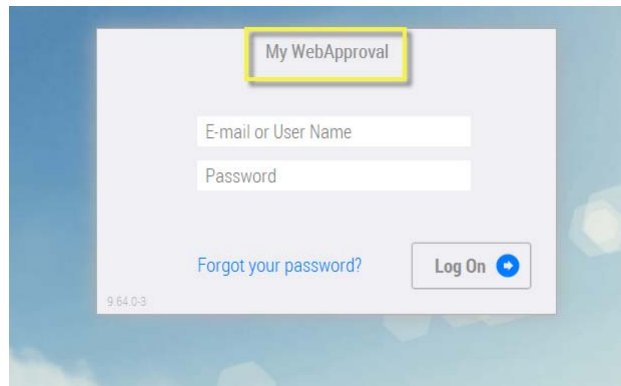 My WebApproval
E-mail or User Name
Password
Forgot your password?
Log On
9.64.0-3